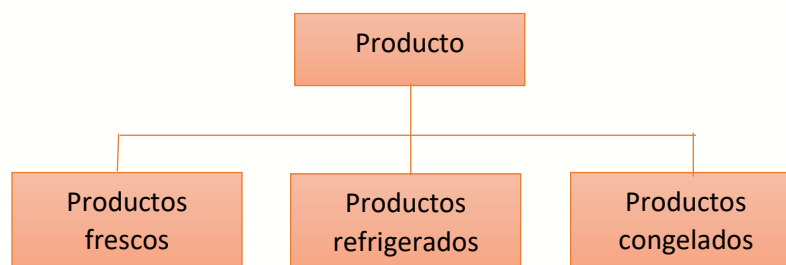 Producto
Productos
frescos
Productos
refrigerados
Productos
congelados